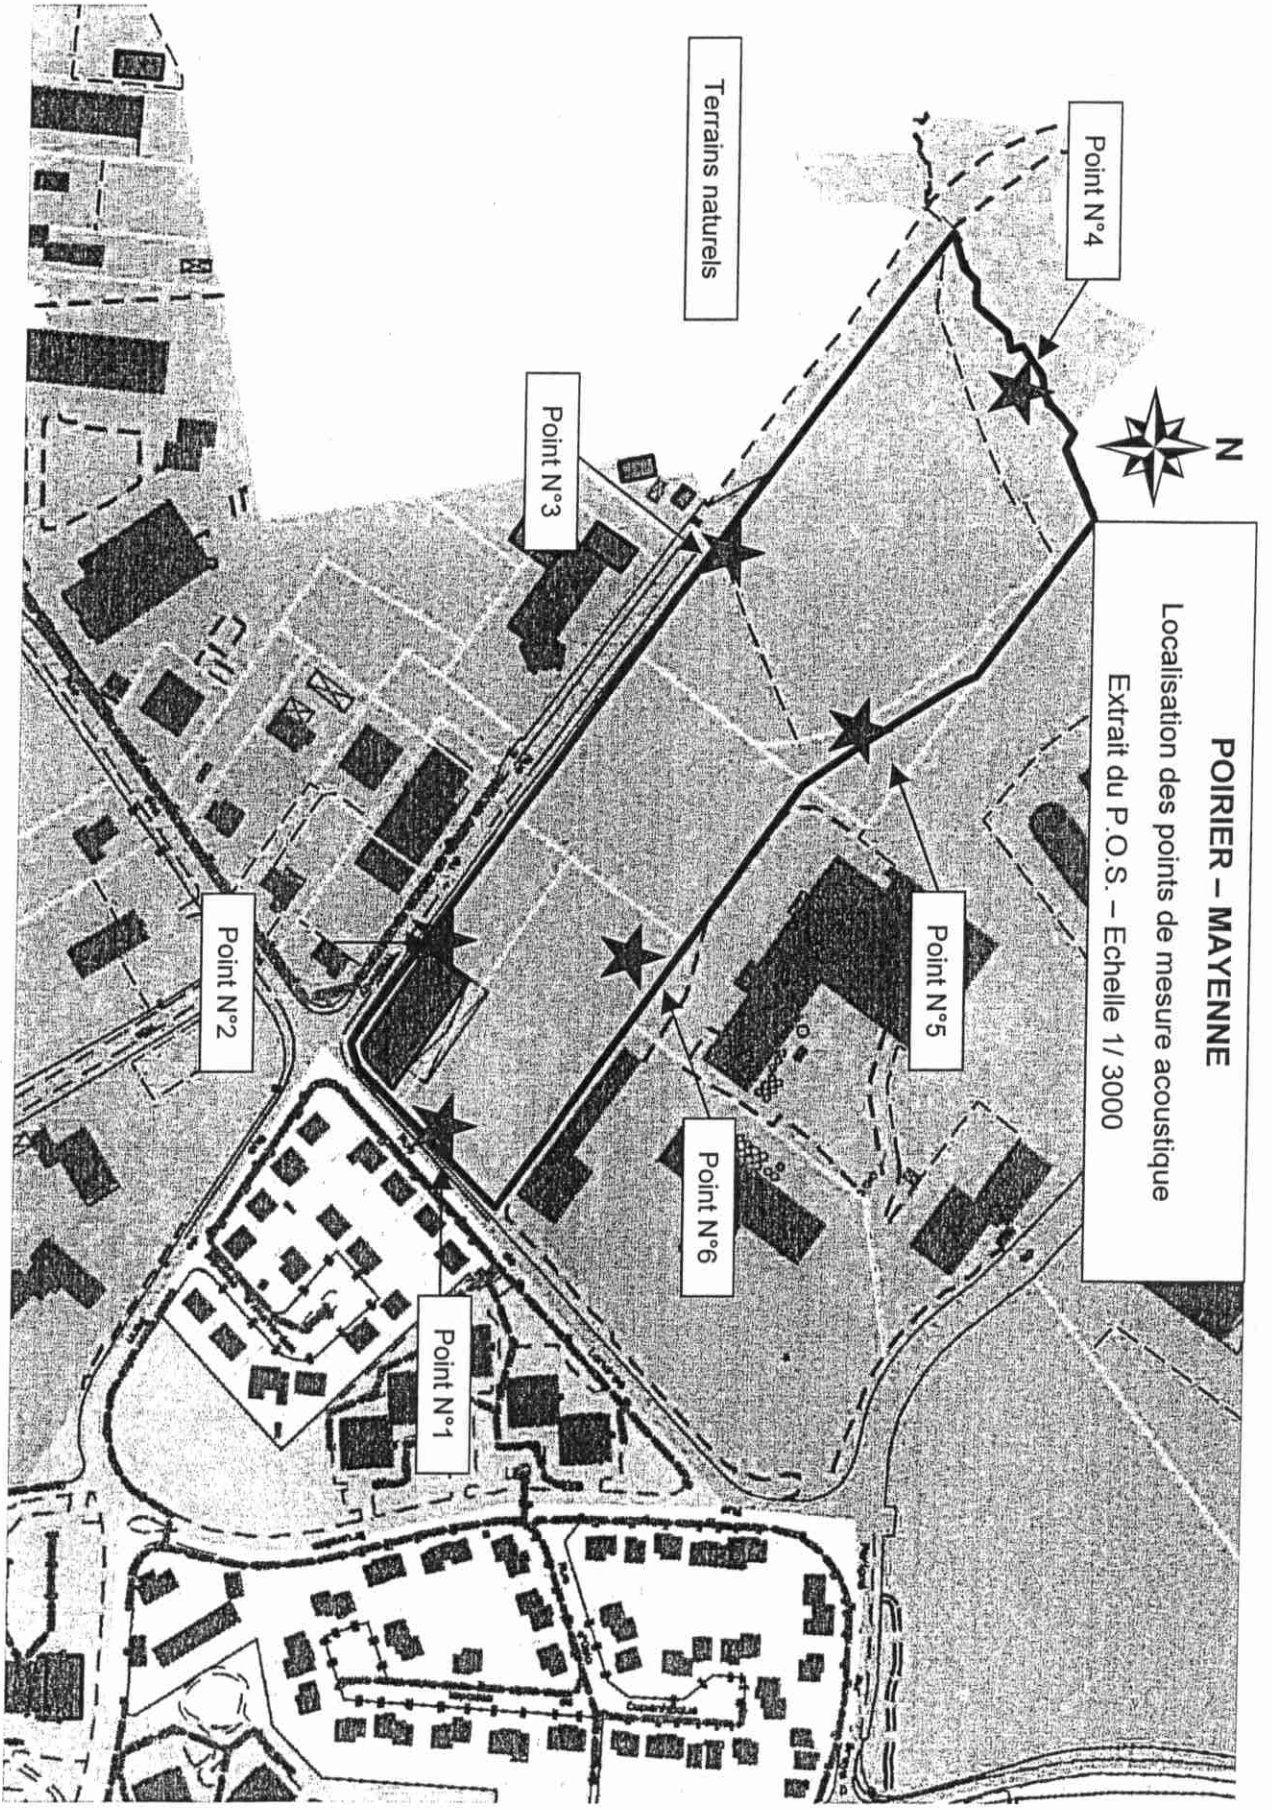 POIRIER – MAYENNE
Localisation des points de mesure acoustique
Extrait du P.O.S. – Echelle 1/ 3000
N
Point N°4
Terrains naturels
Point N°3
Point N°5
Point N°2
Point N°6
Point N°1